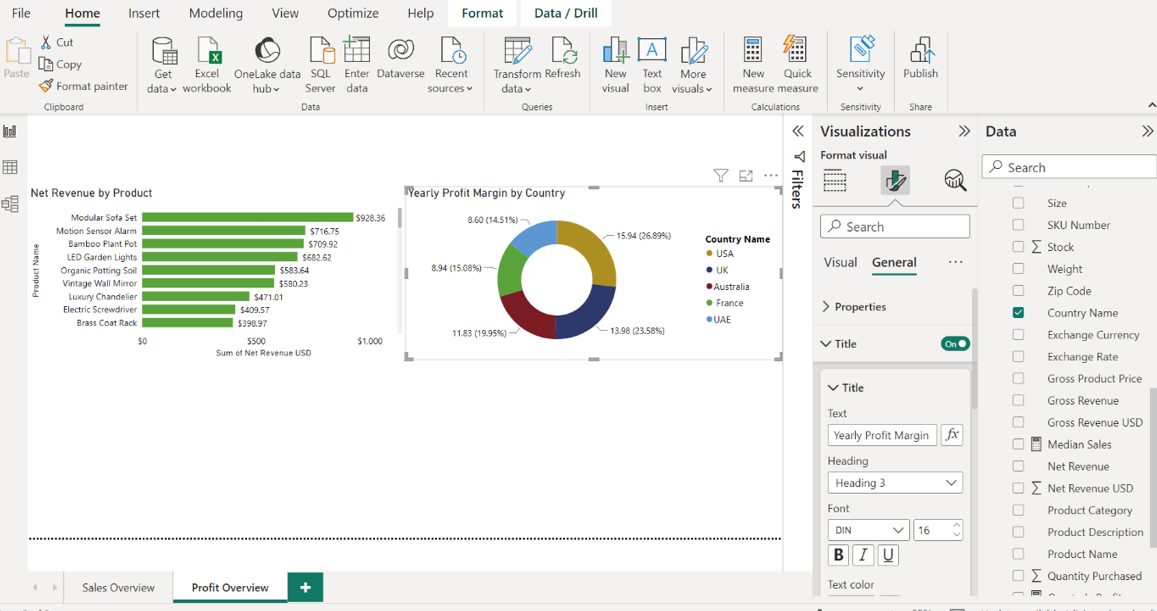 File Home Insert Modeling View Optimize Help Format Data / Drill
Paste
Cut
Copy
Format painter
Clipboard
Get data
Excel workbook
OneLake data hub
SQL Server
Enter data
Dataverse
Recent sources
Data
Transform data
Refresh
Queries
New visual
Text box
More visuals
Insert
New measure
Quick measure
Calculations
Sensitivity
Sensitivity
Publish
Share
Net Revenue by Product
Product Name
Modular Sofa Set $928.36
Motion Sensor Alarm $716.75
Bamboo Plant Pot $709.92
LED Garden Lights $682.62
Organic Potting Soil $583.64
Vintage Wall Mirror $580.23
Luxury Chandelier $471.01
Electric Screwdriver $409.57
Brass Coat Rack $398.97
$0 $500 $1.000
Sum of Net Revenue USD
Yearly Profit Margin by Country
8.60 (14.51%)
15.94 (26.89%)
8.94 (15.08%)
11.83 (19.95%)
13.98 (23.58%)
Country Name
USA
UK
Australia
France
UAE
Filters
Visualizations
Format visual
Search
Visual General
Properties
Title On
Title
Text
Yearly Profit Margin fx
Heading
Heading 3
Font
DIN 16
B I U
Text color
Data
Search
Size
SKU Number
Stock
Weight
Zip Code
Country Name
Exchange Currency
Exchange Rate
Gross Product Price
Gross Revenue
Gross Revenue USD
Median Sales
Net Revenue
Net Revenue USD
Product Category
Product Description
Product Name
Quantity Purchased
Sales Overview Profit Overview +